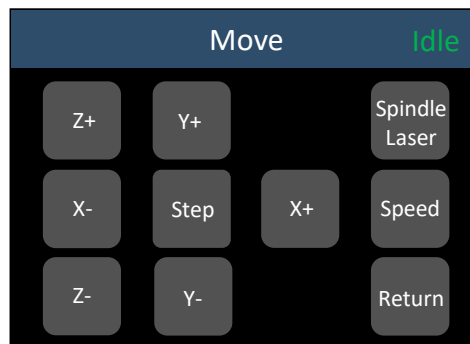 Move
Idle
Z+
Y+
Spindle
Laser
X-
Step
X+
Speed
Z-
Y-
Return